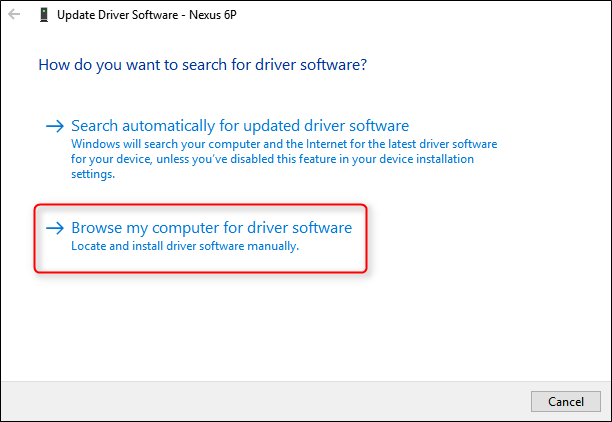 Update Driver Software - Nexus 6P
How do you want to search for driver software?
Search automatically for updated driver software
Windows will search your computer and the Internet for the latest driver software
for your device, unless you've disabled this feature in your device installation
settings.
Browse my computer for driver software
Locate and install driver software manually.
Cancel